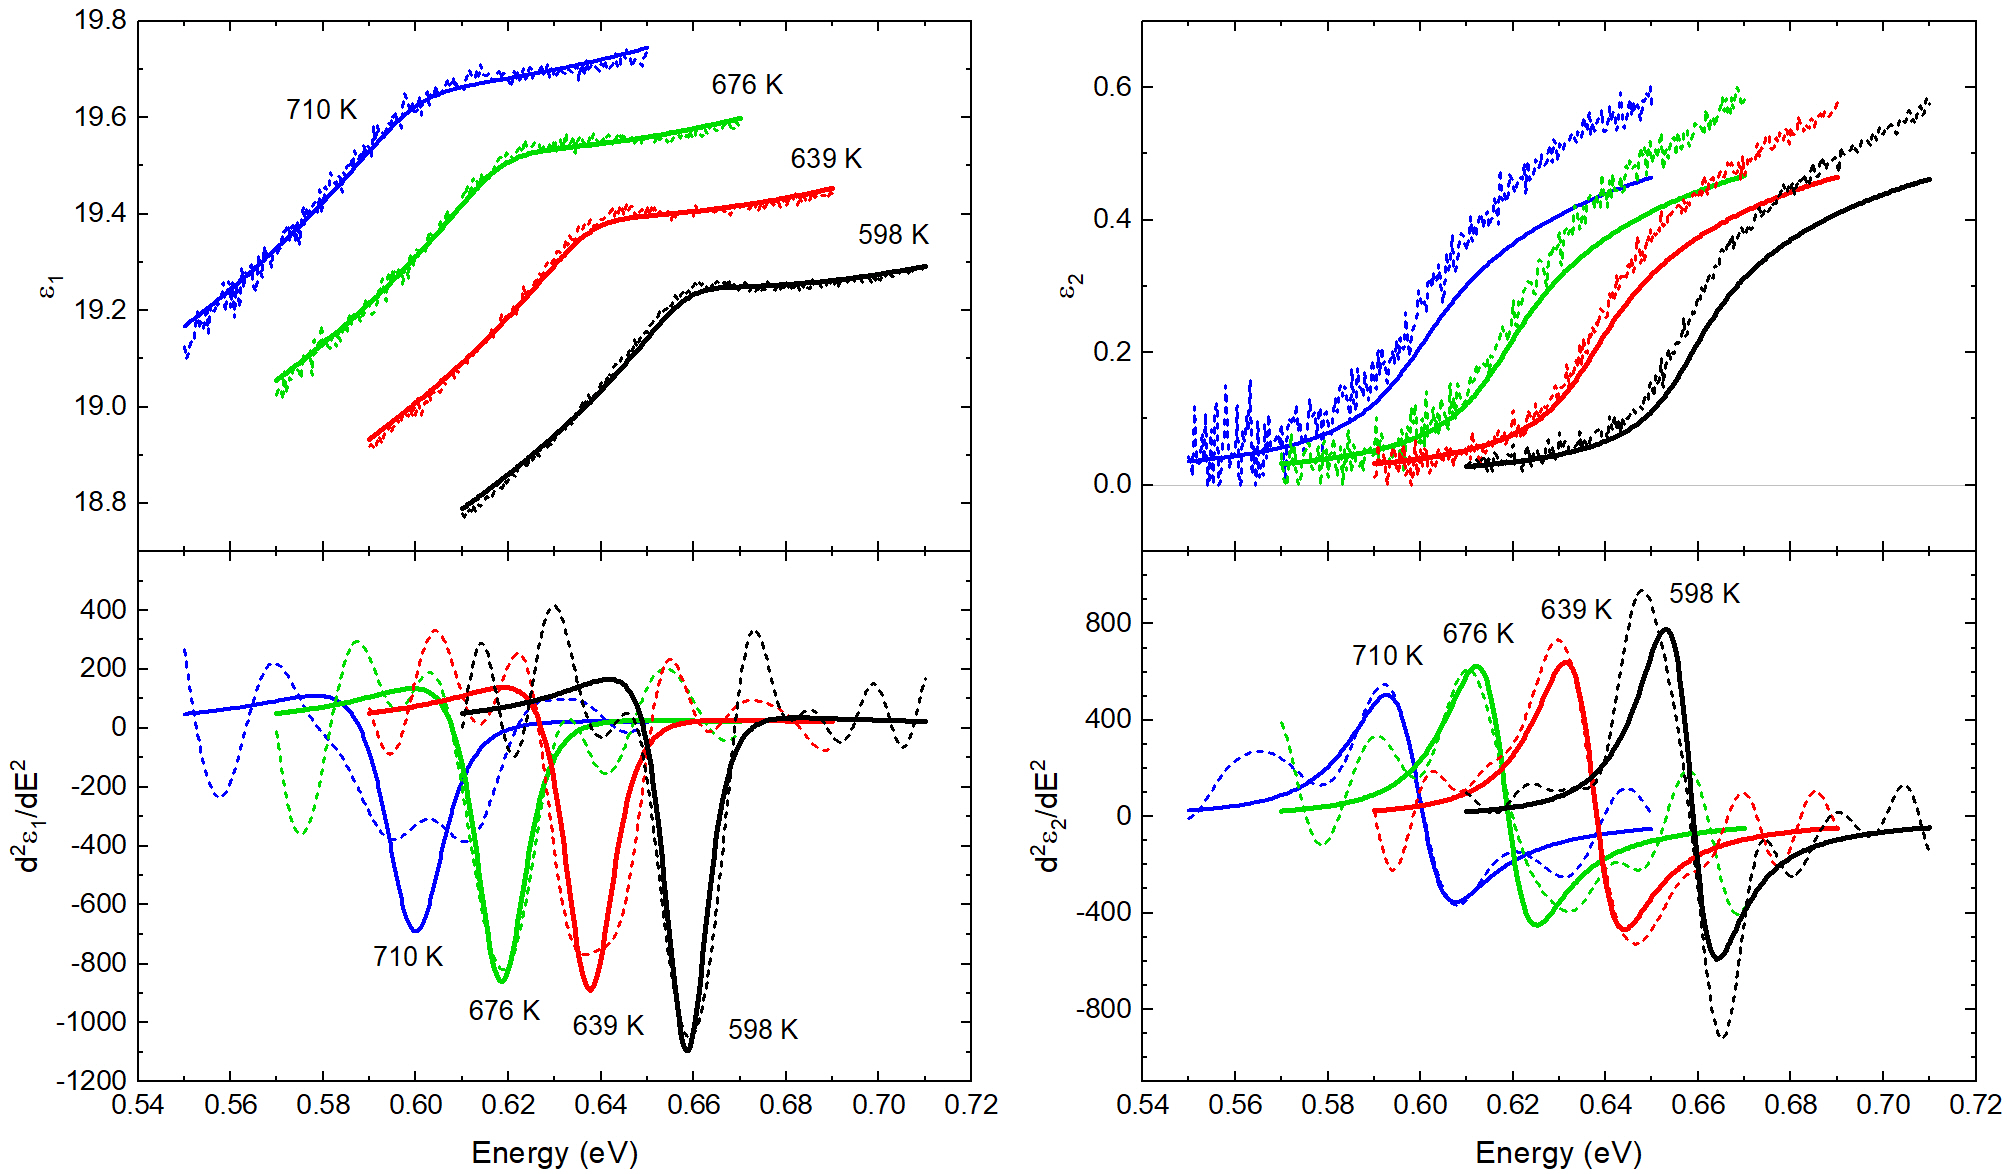 19.8
19.6
19.4
19.2
19.0
18.8
ε1
710 K
676 K
639 K
598 K
400
200
0
-200
-400
-600
-800
-1000
-1200
d²ε1/dE²
710 K
676 K
639 K
598 K
0.54 0.56 0.58 0.60 0.62 0.64 0.66 0.68 0.70 0.72
Energy (eV)
0.6
0.4
0.2
0.0
ε2
800
400
0
-400
-800
d²ε2/dE²
710 K
676 K
639 K
598 K
0.54 0.56 0.58 0.60 0.62 0.64 0.66 0.68 0.70 0.72
Energy (eV)